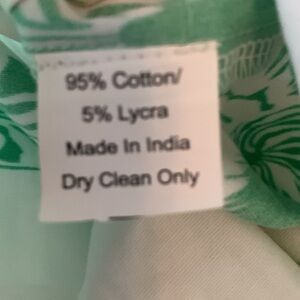 95% Cotton/
5% Lycra
Made In India
Dry Clean Only